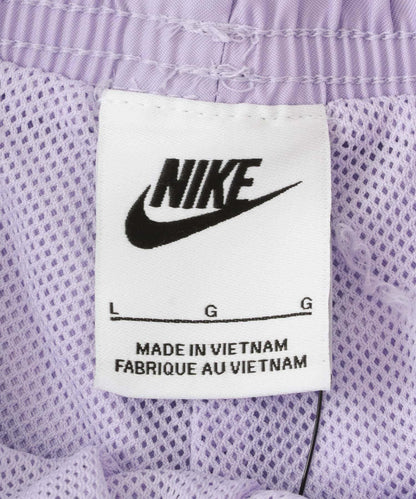 NIKE
L G G
MADE IN VIETNAM
FABRIQUE AU VIETNAM